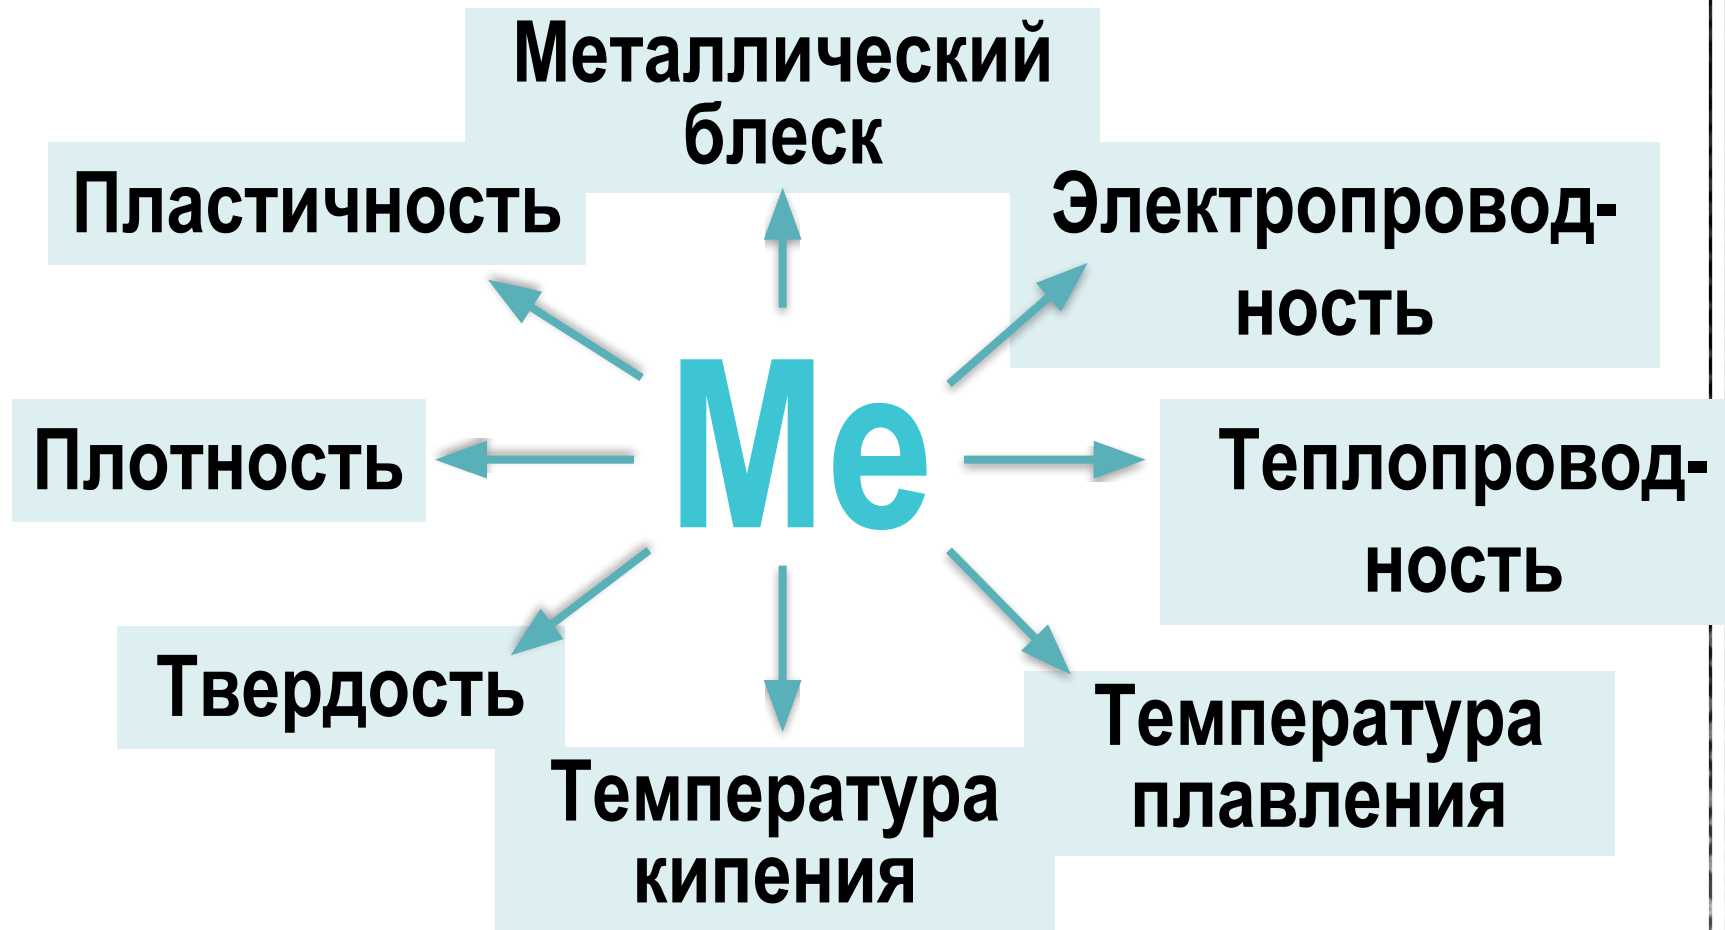 Металлический
блеск
Пластичность
Электропровод-
ность
Me
Плотность
Теплопровод-
ность
Твердость
Температура
плавления
Температура
кипения